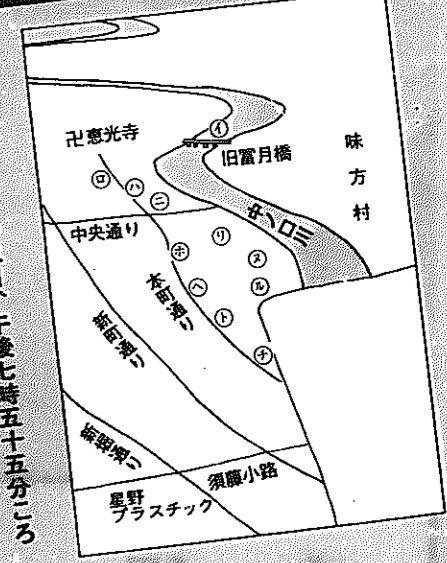 卍恵光寺
㋑
旧富月橋
味方村
㋺
㋩
㋥
中央通り
中ノ口川
㋭
㋷
㋦
㋸
㋬
㋣
㋠
本町通り
新町通り
新堀通り
須藤小路
星野
プラスチック
午後七時五十五分ころ